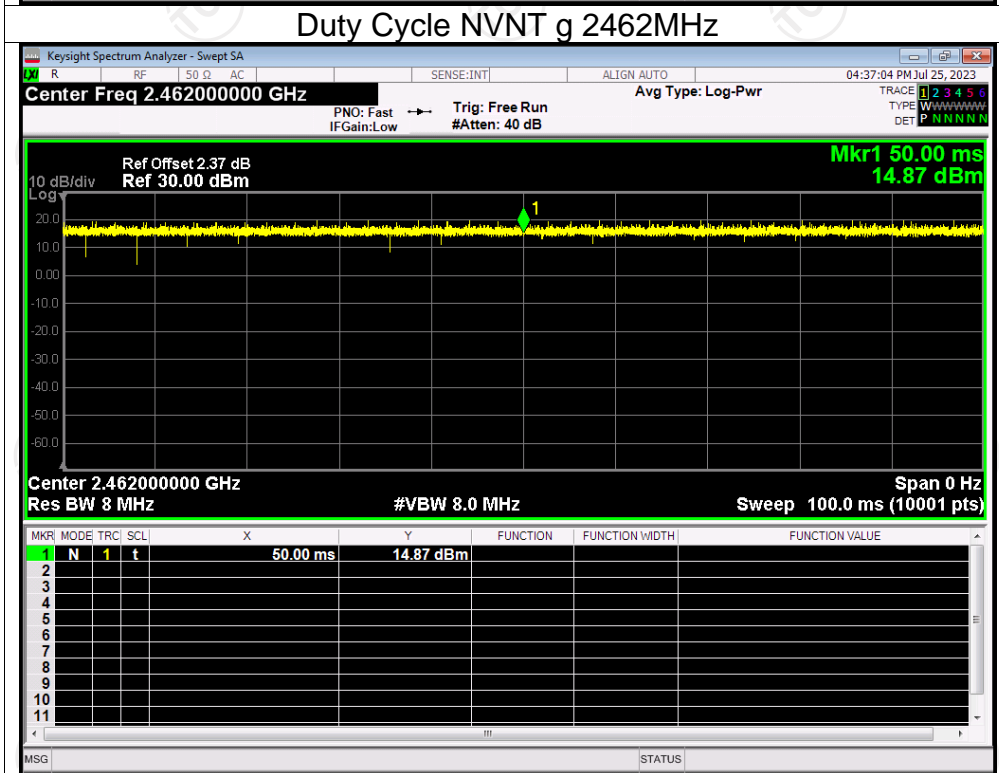 Duty Cycle NVNT g 2462MHz
Keysight Spectrum Analyzer - Swept SA
LXI R RF 50 Ω AC SENSE:INT ALIGN AUTO 04:37:04 PM Jul 25, 2023
Center Freq 2.462000000 GHz Avg Type: Log-Pwr TRACE 1 2 3 4 5 6
PNO: Fast Trig: Free Run TYPE WWWWWW
IFGain:Low #Atten: 40 dB DET P N N N N N
Mkr1 50.00 ms
Ref Offset 2.37 dB
10 dB/div Ref 30.00 dBm 14.87 dBm
Log
1
20.0
10.0
0.00
-10.0
-20.0
-30.0
-40.0
-50.0
-60.0
Center 2.462000000 GHz Span 0 Hz
Res BW 8 MHz #VBW 8.0 MHz Sweep 100.0 ms (10001 pts)
MKR MODE TRC SCL X Y FUNCTION FUNCTION WIDTH FUNCTION VALUE
1 N 1 t 50.00 ms 14.87 dBm
2
3
4
5
6
7
8
9
10
11
MSG STATUS